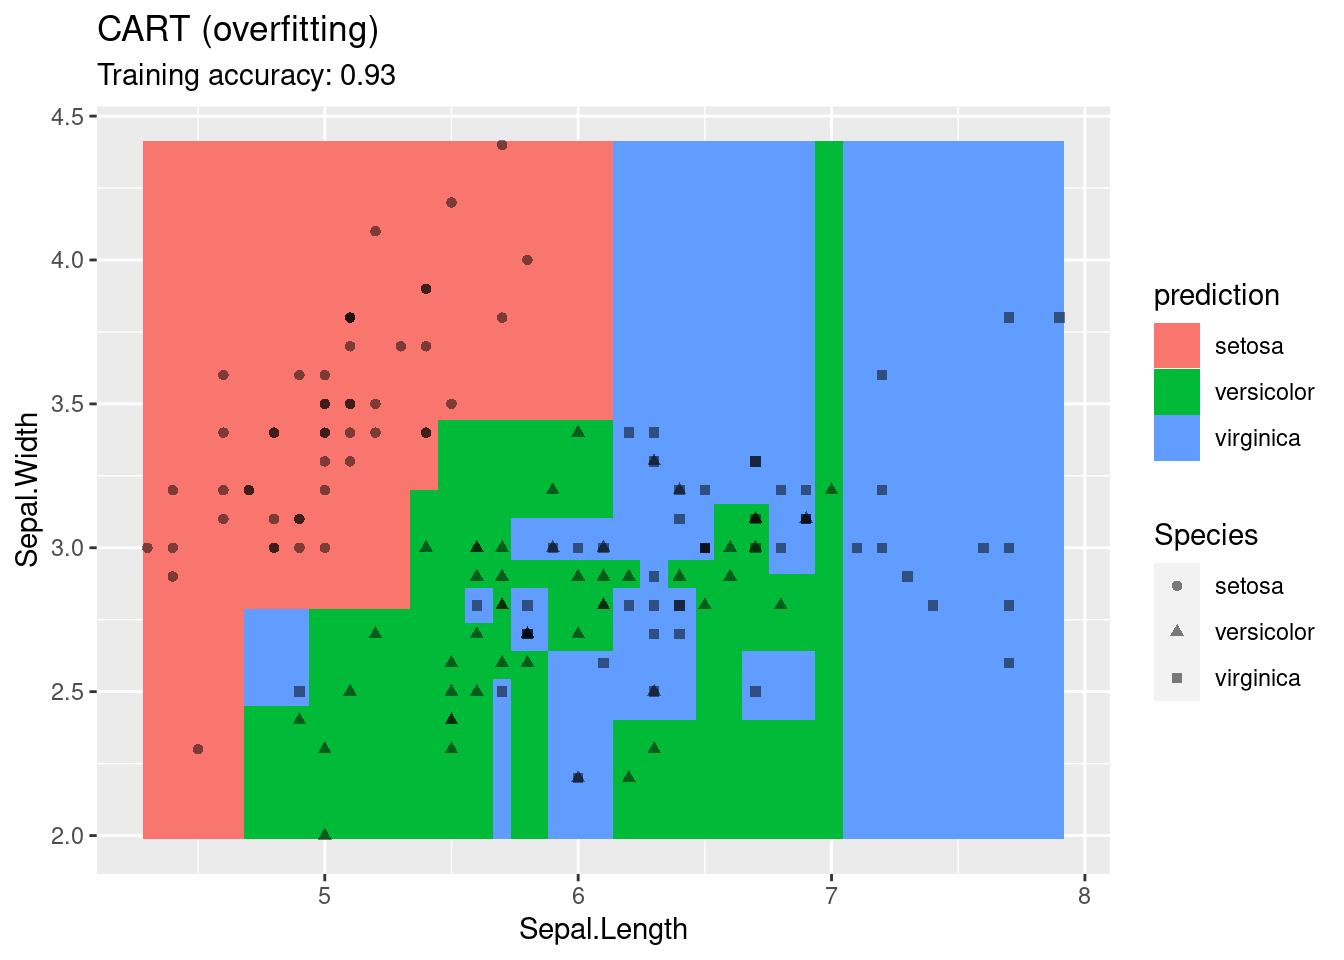 CART (overfitting)
Training accuracy: 0.93
4.5
4.0
3.5
3.0
2.5
2.0
Sepal.Width
5
6
7
8
Sepal.Length
prediction
setosa
versicolor
virginica
Species
setosa
versicolor
virginica